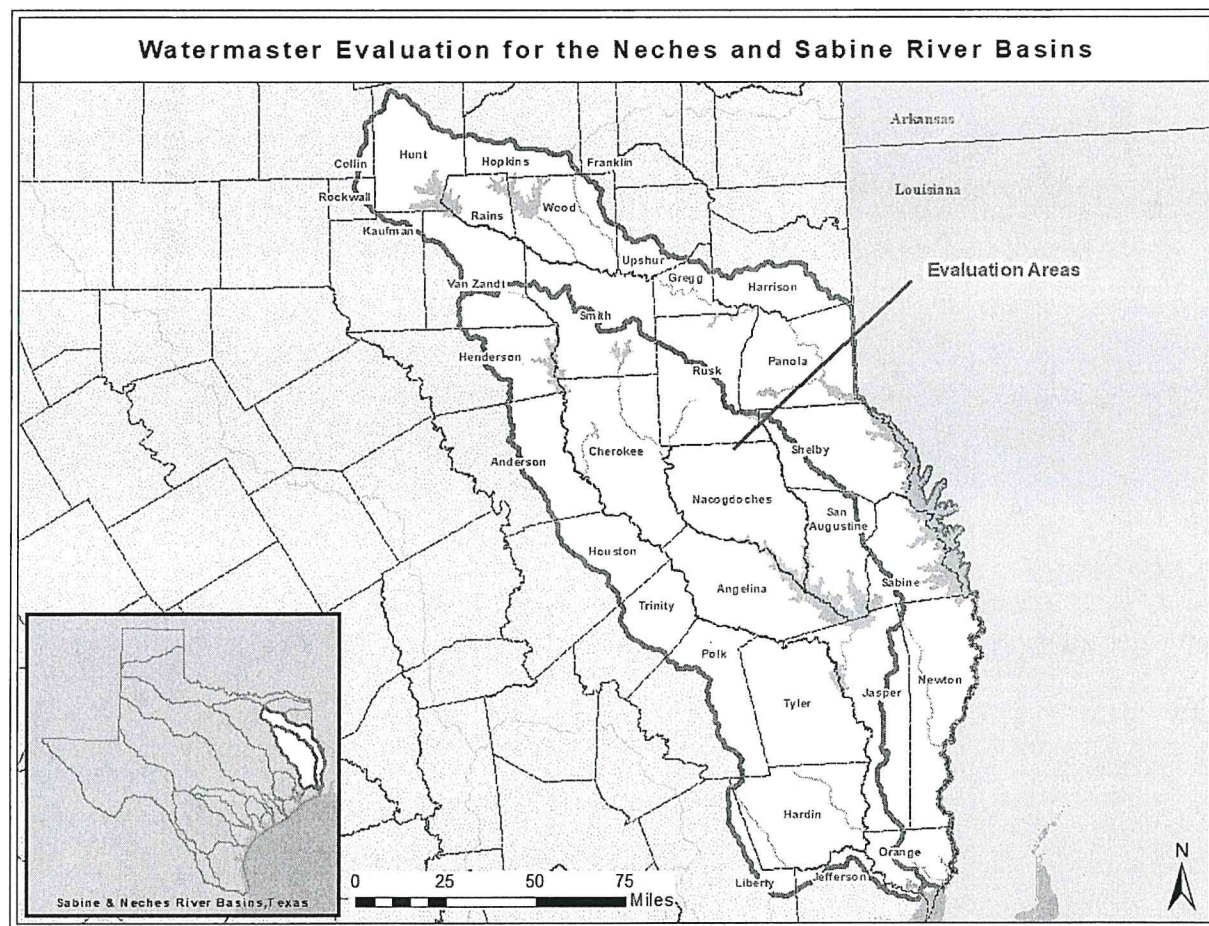 Watermaster Evaluation for the Neches and Sabine River Basins
Arkansas
Louisiana
Evaluation Areas
Collin
Hunt
Hopkins
Franklin
Rockwall
Rains
Wood
Kaufman
Upshur
Gregg
Harrison
Van Zandt
Smith
Henderson
Rusk
Panola
Anderson
Cherokee
Shelby
Nacogdoches
San
Augustine
Houston
Angelina
Sabine
Trinity
Polk
Tyler
Jasper
Newton
Hardin
Orange
Liberty
Jefferson
0 25 50 75
Miles
N
Sabine & Neches River Basins,Texas